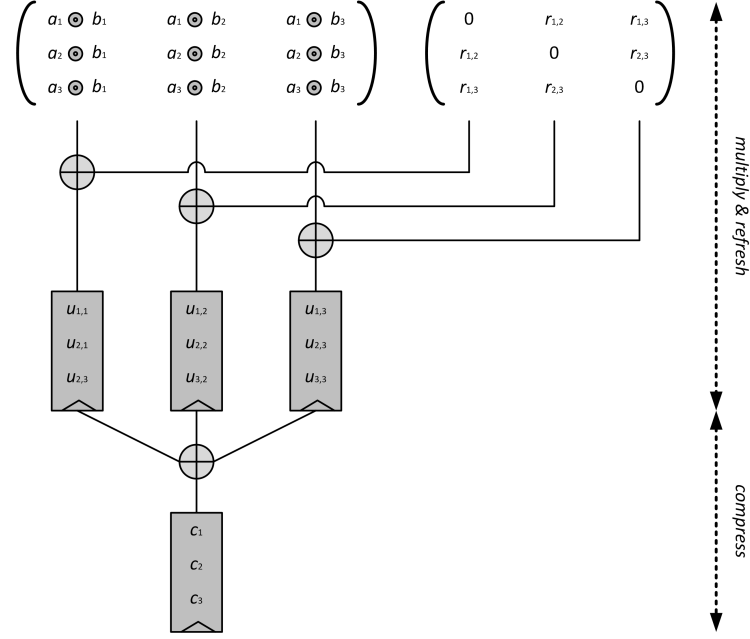 a1 ⊙ b1 a1 ⊙ b2 a1 ⊙ b3 0 r1,2 r1,3
a2 ⊙ b1 a2 ⊙ b2 a2 ⊙ b3 r1,2 0 r2,3
a3 ⊙ b1 a3 ⊙ b2 a3 ⊙ b3 r1,3 r2,3 0
multiply & refresh
u1,1 u1,2 u1,3
u2,1 u2,2 u2,3
u2,3 u3,2 u3,3
compress
c1
c2
c3